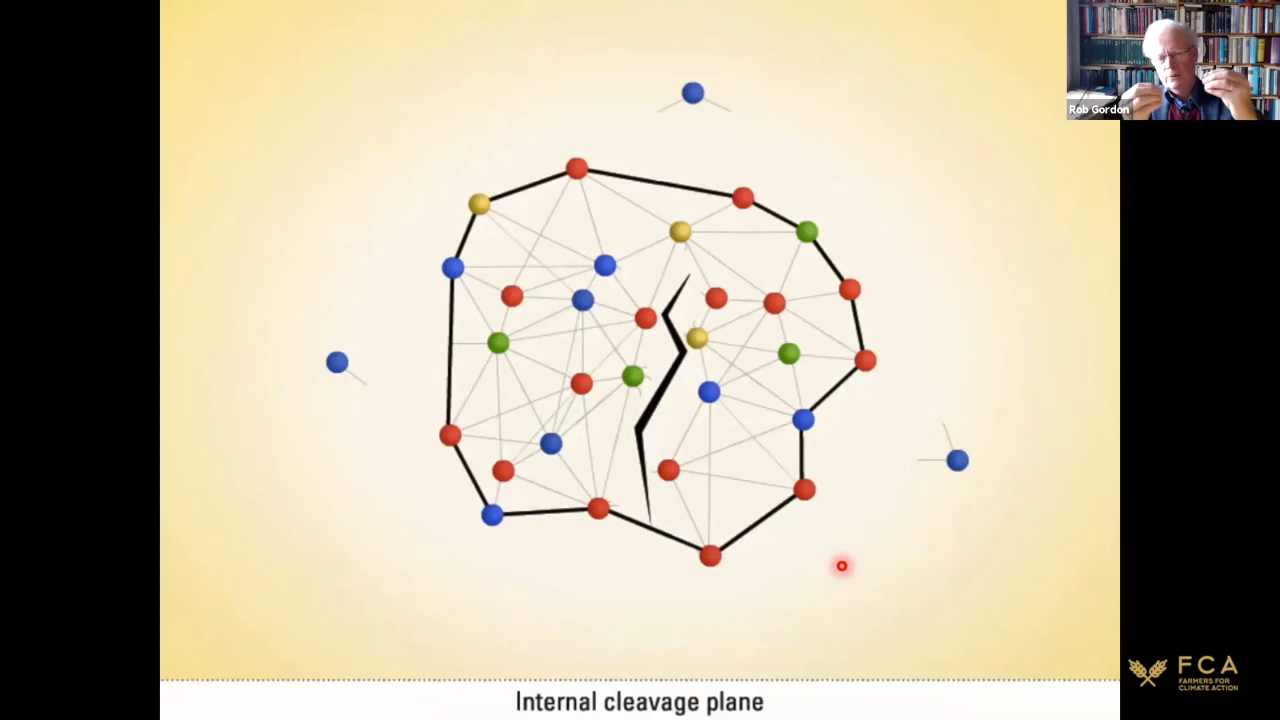 Rob Gordon
FCA
FARMERS FOR
CLIMATE ACTION
Internal cleavage plane